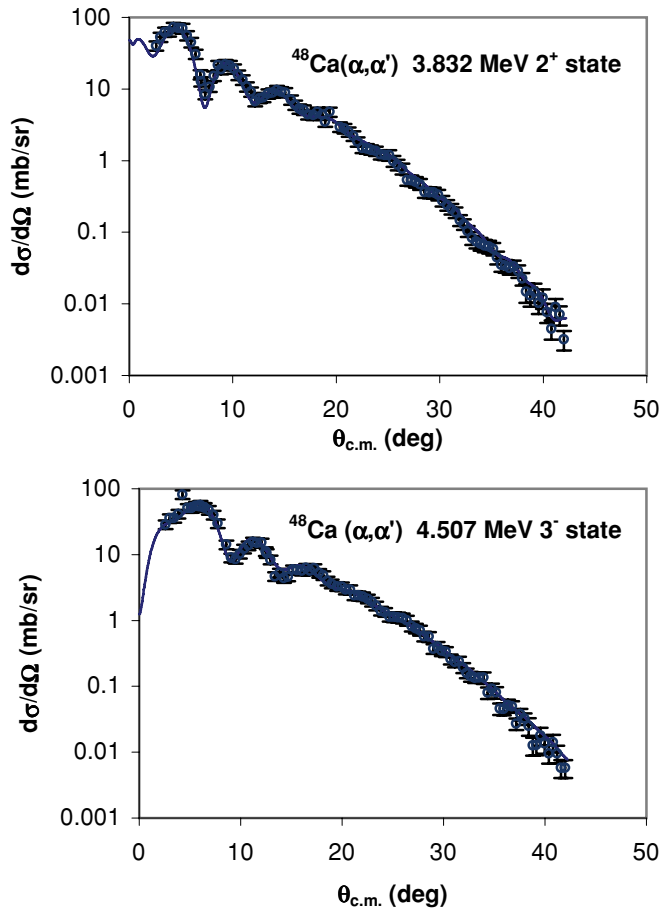 100
10
1
0.1
0.01
0.001
dσ/dΩ (mb/sr)
⁴⁸Ca(α,α') 3.832 MeV 2⁺ state
0 10 20 30 40 50
θc.m. (deg)
100
10
1
0.1
0.01
0.001
dσ/dΩ (mb/sr)
⁴⁸Ca (α,α') 4.507 MeV 3⁻ state
0 10 20 30 40 50
θc.m. (deg)